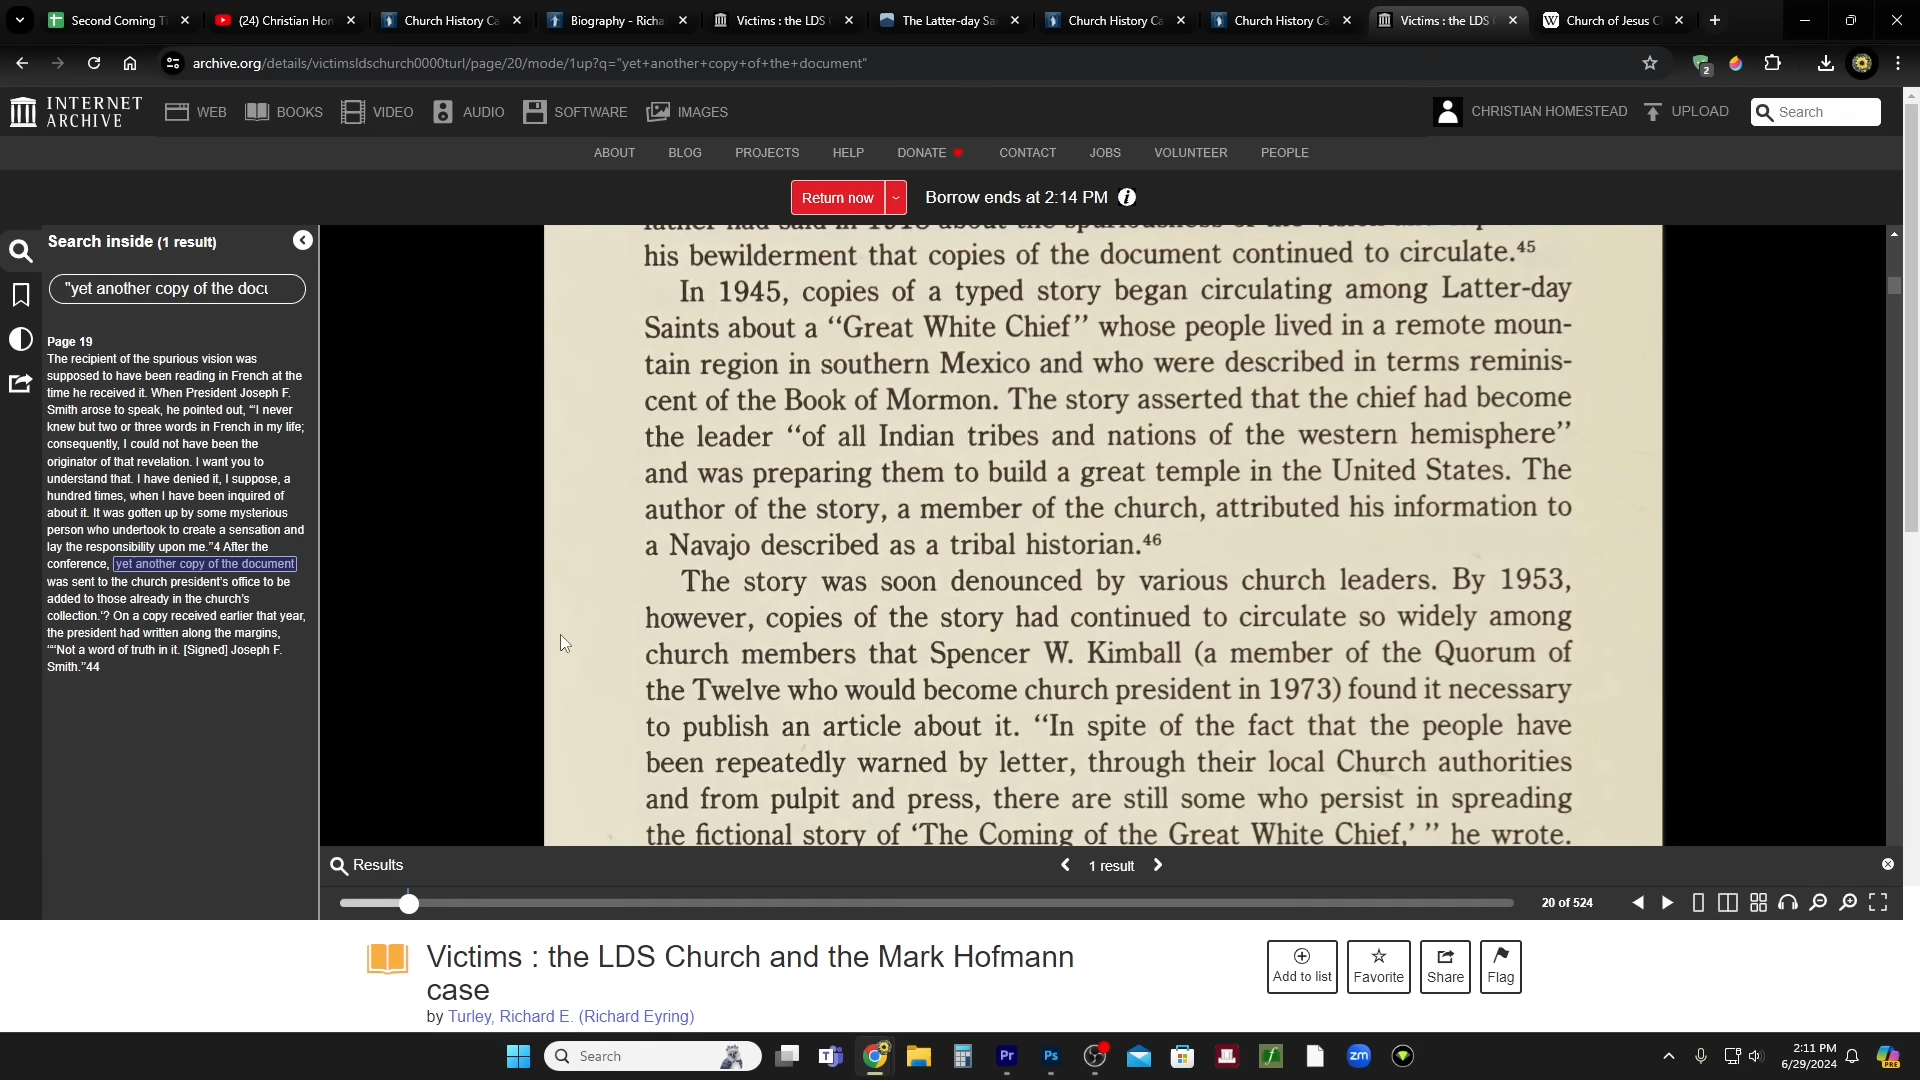 Second Coming Ti
(24) Christian Hom
Church History Ca
Biography - Richa
Victims : the LDS C
The Latter-day Sa
Church History Ca
Church History Ca
Victims : the LDS C
Church of Jesus C
archive.org/details/victimsldschurch0000turl/page/20/mode/1up?q="yet+another+copy+of+the+document"
2
INTERNET
ARCHIVE
WEB
BOOKS
VIDEO
AUDIO
SOFTWARE
IMAGES
CHRISTIAN HOMESTEAD
UPLOAD
Search
ABOUT
BLOG
PROJECTS
HELP
DONATE
CONTACT
JOBS
VOLUNTEER
PEOPLE
Return now
Borrow ends at 2:14 PM
Search inside (1 result)
"yet another copy of the docu
Page 19
The recipient of the spurious vision was
supposed to have been reading in French at the
time he received it. When President Joseph F.
Smith arose to speak, he pointed out, “'I never
knew but two or three words in French in my life;
consequently, I could not have been the
originator of that revelation. I want you to
understand that. I have denied it, I suppose, a
hundred times, when I have been inquired of
about it. It was gotten up by some mysterious
person who undertook to create a sensation and
lay the responsibility upon me.”4 After the
conference, yet another copy of the document
was sent to the church president's office to be
added to those already in the church's
collection.'? On a copy received earlier that year,
the president had written along the margins,
““'Not a word of truth in it. [Signed] Joseph F.
Smith.”44
his bewilderment that copies of the document continued to circulate.45
In 1945, copies of a typed story began circulating among Latter-day
Saints about a “Great White Chief” whose people lived in a remote moun-
tain region in southern Mexico and who were described in terms reminis-
cent of the Book of Mormon. The story asserted that the chief had become
the leader “of all Indian tribes and nations of the western hemisphere”
and was preparing them to build a great temple in the United States. The
author of the story, a member of the church, attributed his information to
a Navajo described as a tribal historian.46
The story was soon denounced by various church leaders. By 1953,
however, copies of the story had continued to circulate so widely among
church members that Spencer W. Kimball (a member of the Quorum of
the Twelve who would become church president in 1973) found it necessary
to publish an article about it. “In spite of the fact that the people have
been repeatedly warned by letter, through their local Church authorities
and from pulpit and press, there are still some who persist in spreading
the fictional story of ‘The Coming of the Great White Chief,’ ” he wrote.
Results
1 result
20 of 524
Victims : the LDS Church and the Mark Hofmann
case
by Turley, Richard E. (Richard Eyring)
Add to list
Favorite
Share
Flag
Search
Pr
Ps
zm
2:11 PM
6/29/2024
PRE